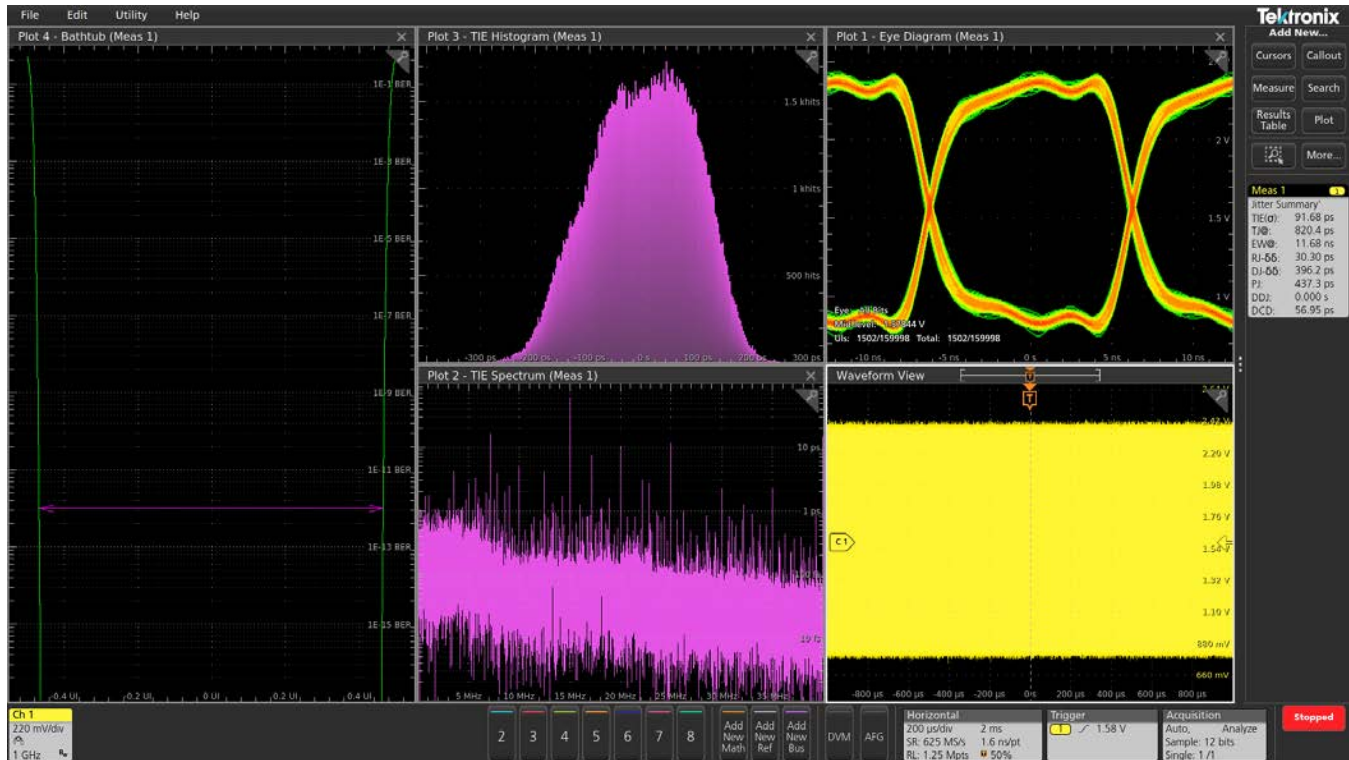 File Edit Utility Help
Tektronix
Add New...
Cursors Callout
Measure Search
Results Table Plot
More...
Meas 1 1
Jitter Summary'
TIE(σ): 91.68 ps
TJ@: 820.4 ps
EW@: 11.68 ns
RJ-δδ: 30.30 ps
DJ-δδ: 396.2 ps
PJ: 437.3 ps
DDJ: 0.000 s
DCD: 56.95 ps
Plot 4 - Bathtub (Meas 1)
1E-1 BER
1E-3 BER
1E-5 BER
1E-7 BER
1E-9 BER
1E-11 BER
1E-13 BER
1E-15 BER
-0.4 UI -0.2 UI 0 UI 0.2 UI 0.4 UI
Plot 3 - TIE Histogram (Meas 1)
1.5 khits
1 khits
500 hits
-300 ps -200 ps -100 ps 0 s 100 ps 200 ps 300 ps
Plot 1 - Eye Diagram (Meas 1)
2 V
1.5 V
1 V
Eye: All Bits
UIs: 1502/159998 Total: 1502/159998
-10 ns -5 ns 0 s 5 ns 10 ns
Plot 2 - TIE Spectrum (Meas 1)
10 ps
1 ps
10 fs
5 MHz 10 MHz 15 MHz 20 MHz 25 MHz 30 MHz 35 MHz
Waveform View
T
C1
2.42 V
2.20 V
1.98 V
1.76 V
1.54 V
1.32 V
1.10 V
880 mV
660 mV
-800 µs -600 µs -400 µs -200 µs 0 s 200 µs 400 µs 600 µs 800 µs
Ch 1
220 mV/div
1 GHz
2 3 4 5 6 7 8
Add New Math
Add New Ref
Add New Bus
DVM AFG
Horizontal
200 µs/div 2 ms
SR: 625 MS/s 1.6 ns/pt
RL: 1.25 Mpts 50%
Trigger
1 1.58 V
Acquisition
Auto, Analyze
Sample: 12 bits
Single: 1 /1
Stopped